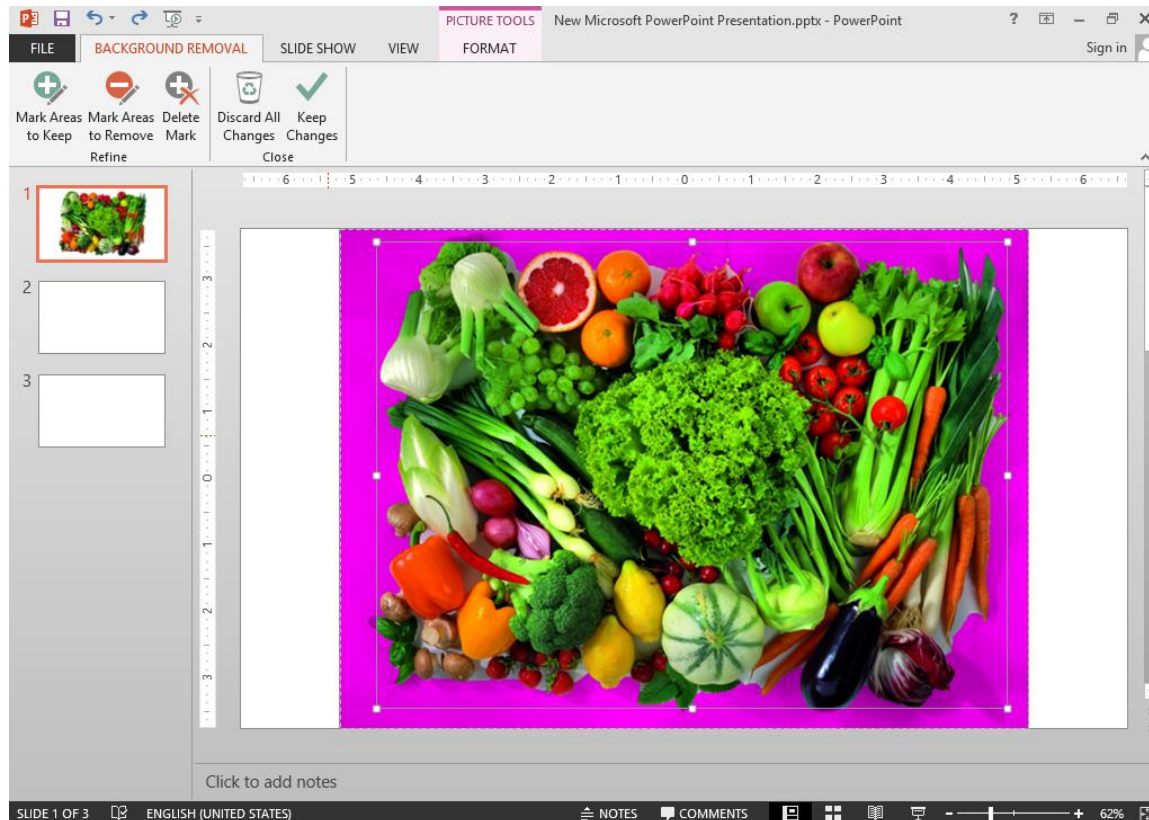 PICTURE TOOLS New Microsoft PowerPoint Presentation.pptx - PowerPoint ?
FILE BACKGROUND REMOVAL SLIDE SHOW VIEW FORMAT Sign in
Mark Areas to Keep
Mark Areas to Remove
Delete Mark
Discard All Changes
Keep Changes
Refine Close
6 5 4 3 2 1 0 1 2 3 4 5 6
3
2
1
0
1
2
3
1
2
3
Click to add notes
SLIDE 1 OF 3 ENGLISH (UNITED STATES) NOTES COMMENTS - + 62%